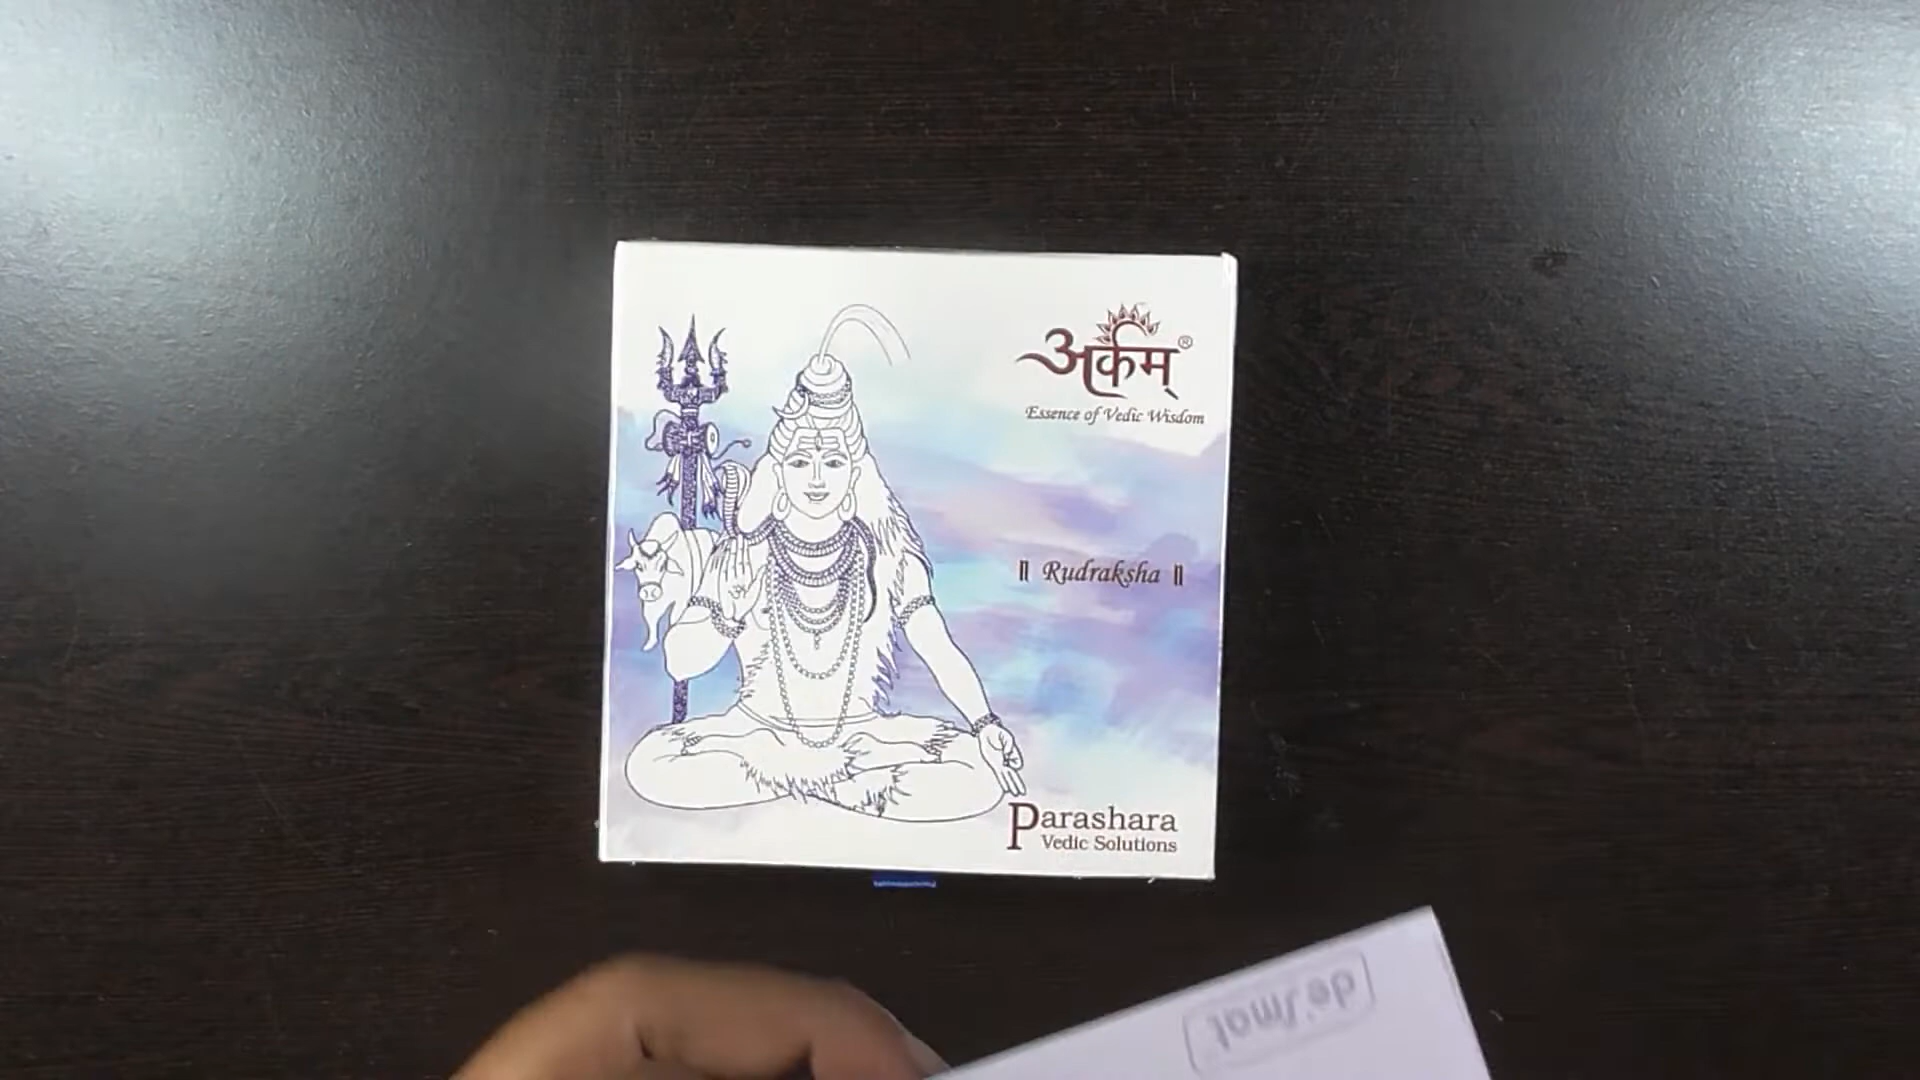 अर्कम्®
Essence of Vedic Wisdom
॥ Rudraksha ॥
Parashara
Vedic Solutions